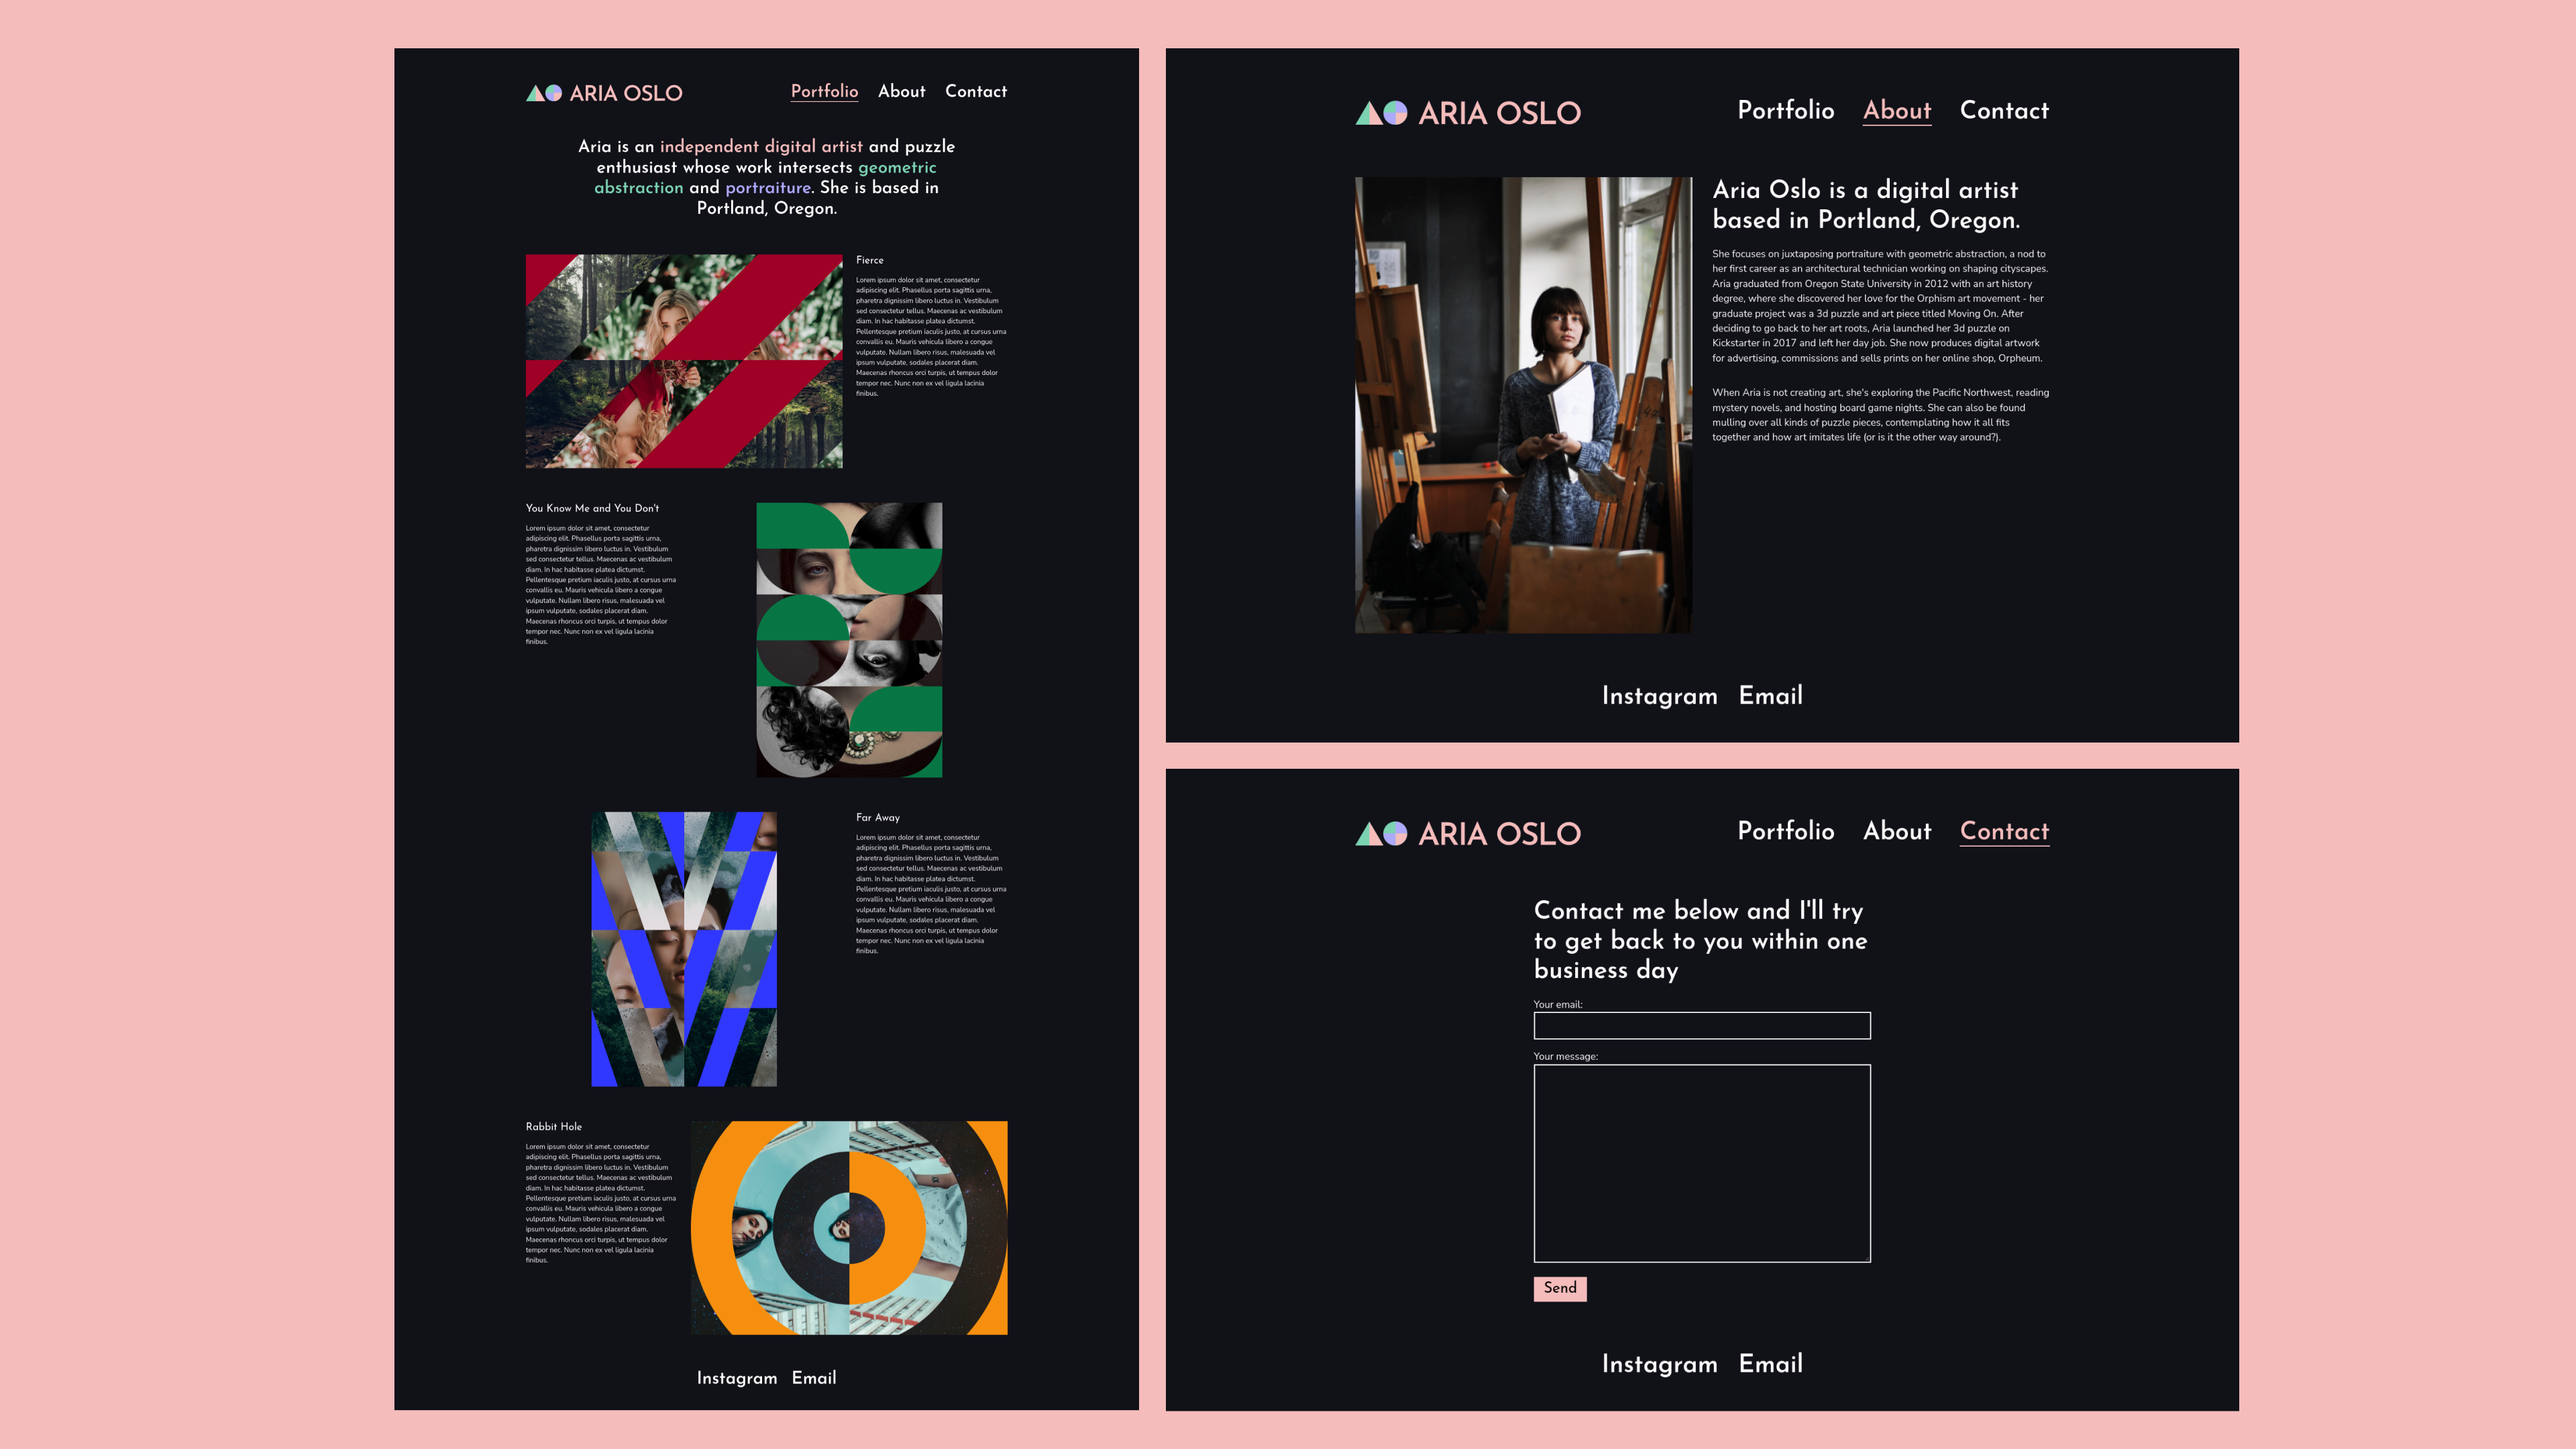 ARIA OSLO
Portfolio About Contact
Aria is an independent digital artist and puzzle
enthusiast whose work intersects geometric
abstraction and portraiture. She is based in
Portland, Oregon.
Fierce
Lorem ipsum dolor sit amet, consectetur
adipiscing elit. Phasellus porta sagittis urna,
pharetra dignissim libero luctus in. Vestibulum
sed consectetur tellus. Maecenas ac vestibulum
diam. In hac habitasse platea dictumst.
Pellentesque pretium iaculis justo, at cursus urna
convallis eu. Mauris vehicula libero a congue
vulputate. Nullam libero risus, malesuada vel
ipsum vulputate, sodales placerat diam.
Maecenas rhoncus orci turpis, ut tempus dolor
tempor nec. Nunc non ex vel ligula lacinia
finibus.
You Know Me and You Don't
Lorem ipsum dolor sit amet, consectetur
adipiscing elit. Phasellus porta sagittis urna,
pharetra dignissim libero luctus in. Vestibulum
sed consectetur tellus. Maecenas ac vestibulum
diam. In hac habitasse platea dictumst.
Pellentesque pretium iaculis justo, at cursus urna
convallis eu. Mauris vehicula libero a congue
vulputate. Nullam libero risus, malesuada vel
ipsum vulputate, sodales placerat diam.
Maecenas rhoncus orci turpis, ut tempus dolor
tempor nec. Nunc non ex vel ligula lacinia
finibus.
Far Away
Lorem ipsum dolor sit amet, consectetur
adipiscing elit. Phasellus porta sagittis urna,
pharetra dignissim libero luctus in. Vestibulum
sed consectetur tellus. Maecenas ac vestibulum
diam. In hac habitasse platea dictumst.
Pellentesque pretium iaculis justo, at cursus urna
convallis eu. Mauris vehicula libero a congue
vulputate. Nullam libero risus, malesuada vel
ipsum vulputate, sodales placerat diam.
Maecenas rhoncus orci turpis, ut tempus dolor
tempor nec. Nunc non ex vel ligula lacinia
finibus.
Rabbit Hole
Lorem ipsum dolor sit amet, consectetur
adipiscing elit. Phasellus porta sagittis urna,
pharetra dignissim libero luctus in. Vestibulum
sed consectetur tellus. Maecenas ac vestibulum
diam. In hac habitasse platea dictumst.
Pellentesque pretium iaculis justo, at cursus urna
convallis eu. Mauris vehicula libero a congue
vulputate. Nullam libero risus, malesuada vel
ipsum vulputate, sodales placerat diam.
Maecenas rhoncus orci turpis, ut tempus dolor
tempor nec. Nunc non ex vel ligula lacinia
finibus.
Instagram Email
ARIA OSLO
Portfolio About Contact
Aria Oslo is a digital artist
based in Portland, Oregon.
She focuses on juxtaposing portraiture with geometric abstraction, a nod to
her first career as an architectural technician working on shaping cityscapes.
Aria graduated from Oregon State University in 2012 with an art history
degree, where she discovered her love for the Orphism art movement - her
graduate project was a 3d puzzle and art piece titled Moving On. After
deciding to go back to her art roots, Aria launched her 3d puzzle on
Kickstarter in 2017 and left her day job. She now produces digital artwork
for advertising, commissions and sells prints on her online shop, Orpheum.
When Aria is not creating art, she's exploring the Pacific Northwest, reading
mystery novels, and hosting board game nights. She can also be found
mulling over all kinds of puzzle pieces, contemplating how it all fits
together and how art imitates life (or is it the other way around?).
Instagram Email
ARIA OSLO
Portfolio About Contact
Contact me below and I'll try
to get back to you within one
business day
Your email:
Your message:
Send
Instagram Email